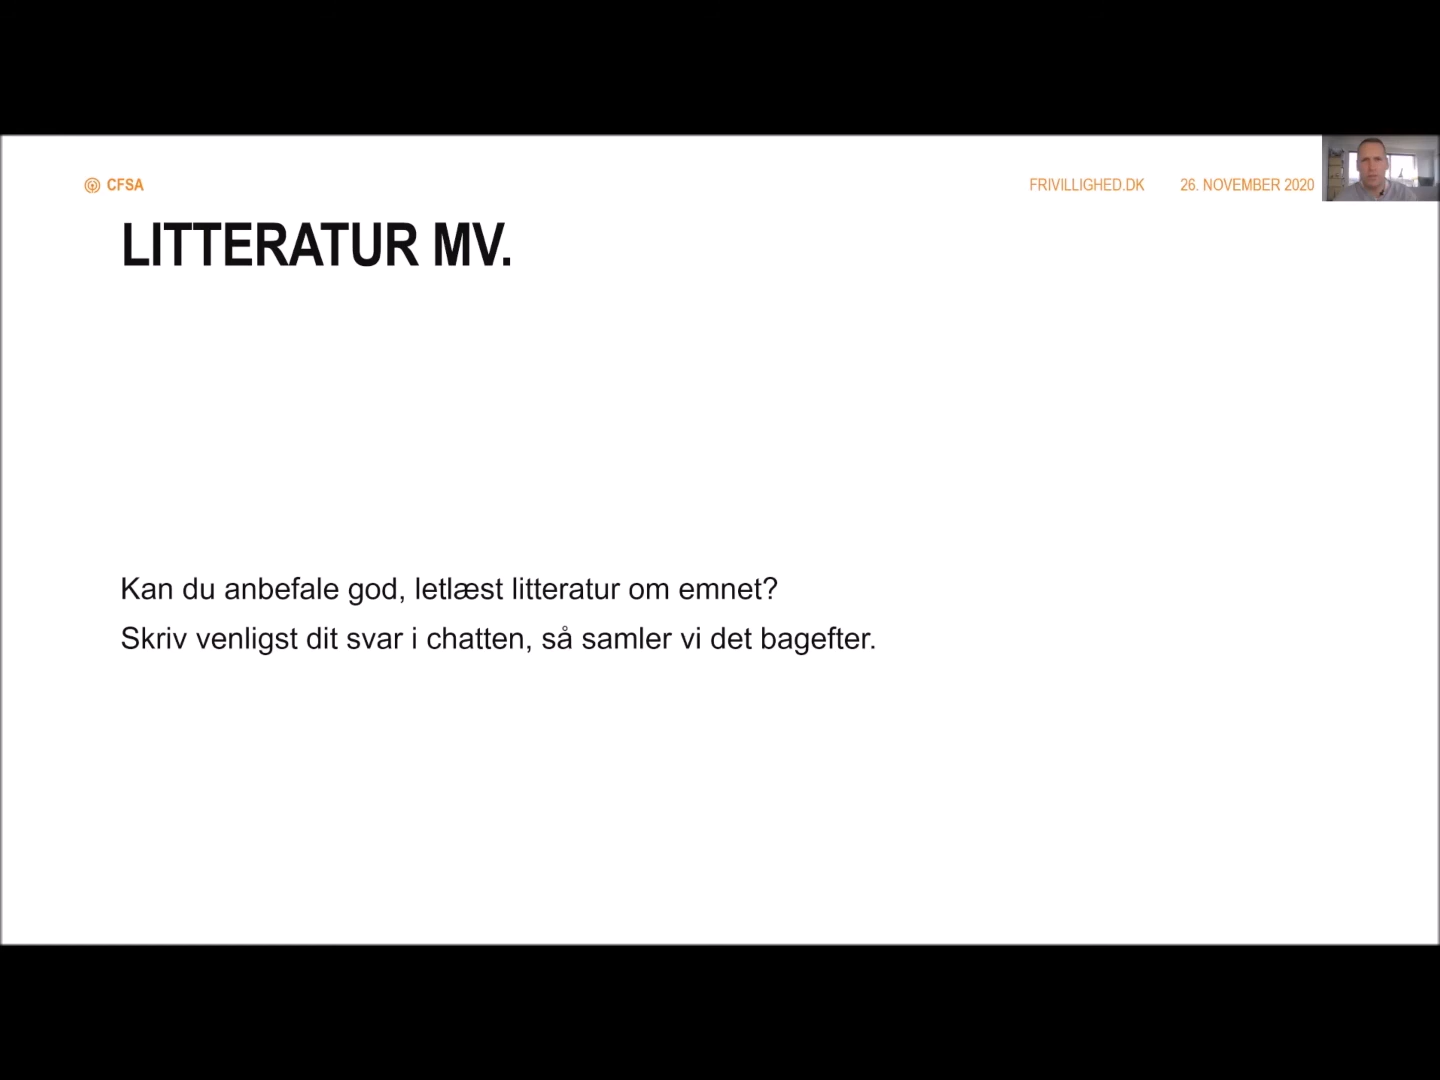 CFSA
FRIVILLIGHED.DK
26. NOVEMBER 2020
LITTERATUR MV.
Kan du anbefale god, letlæst litteratur om emnet?
Skriv venligst dit svar i chatten, så samler vi det bagefter.